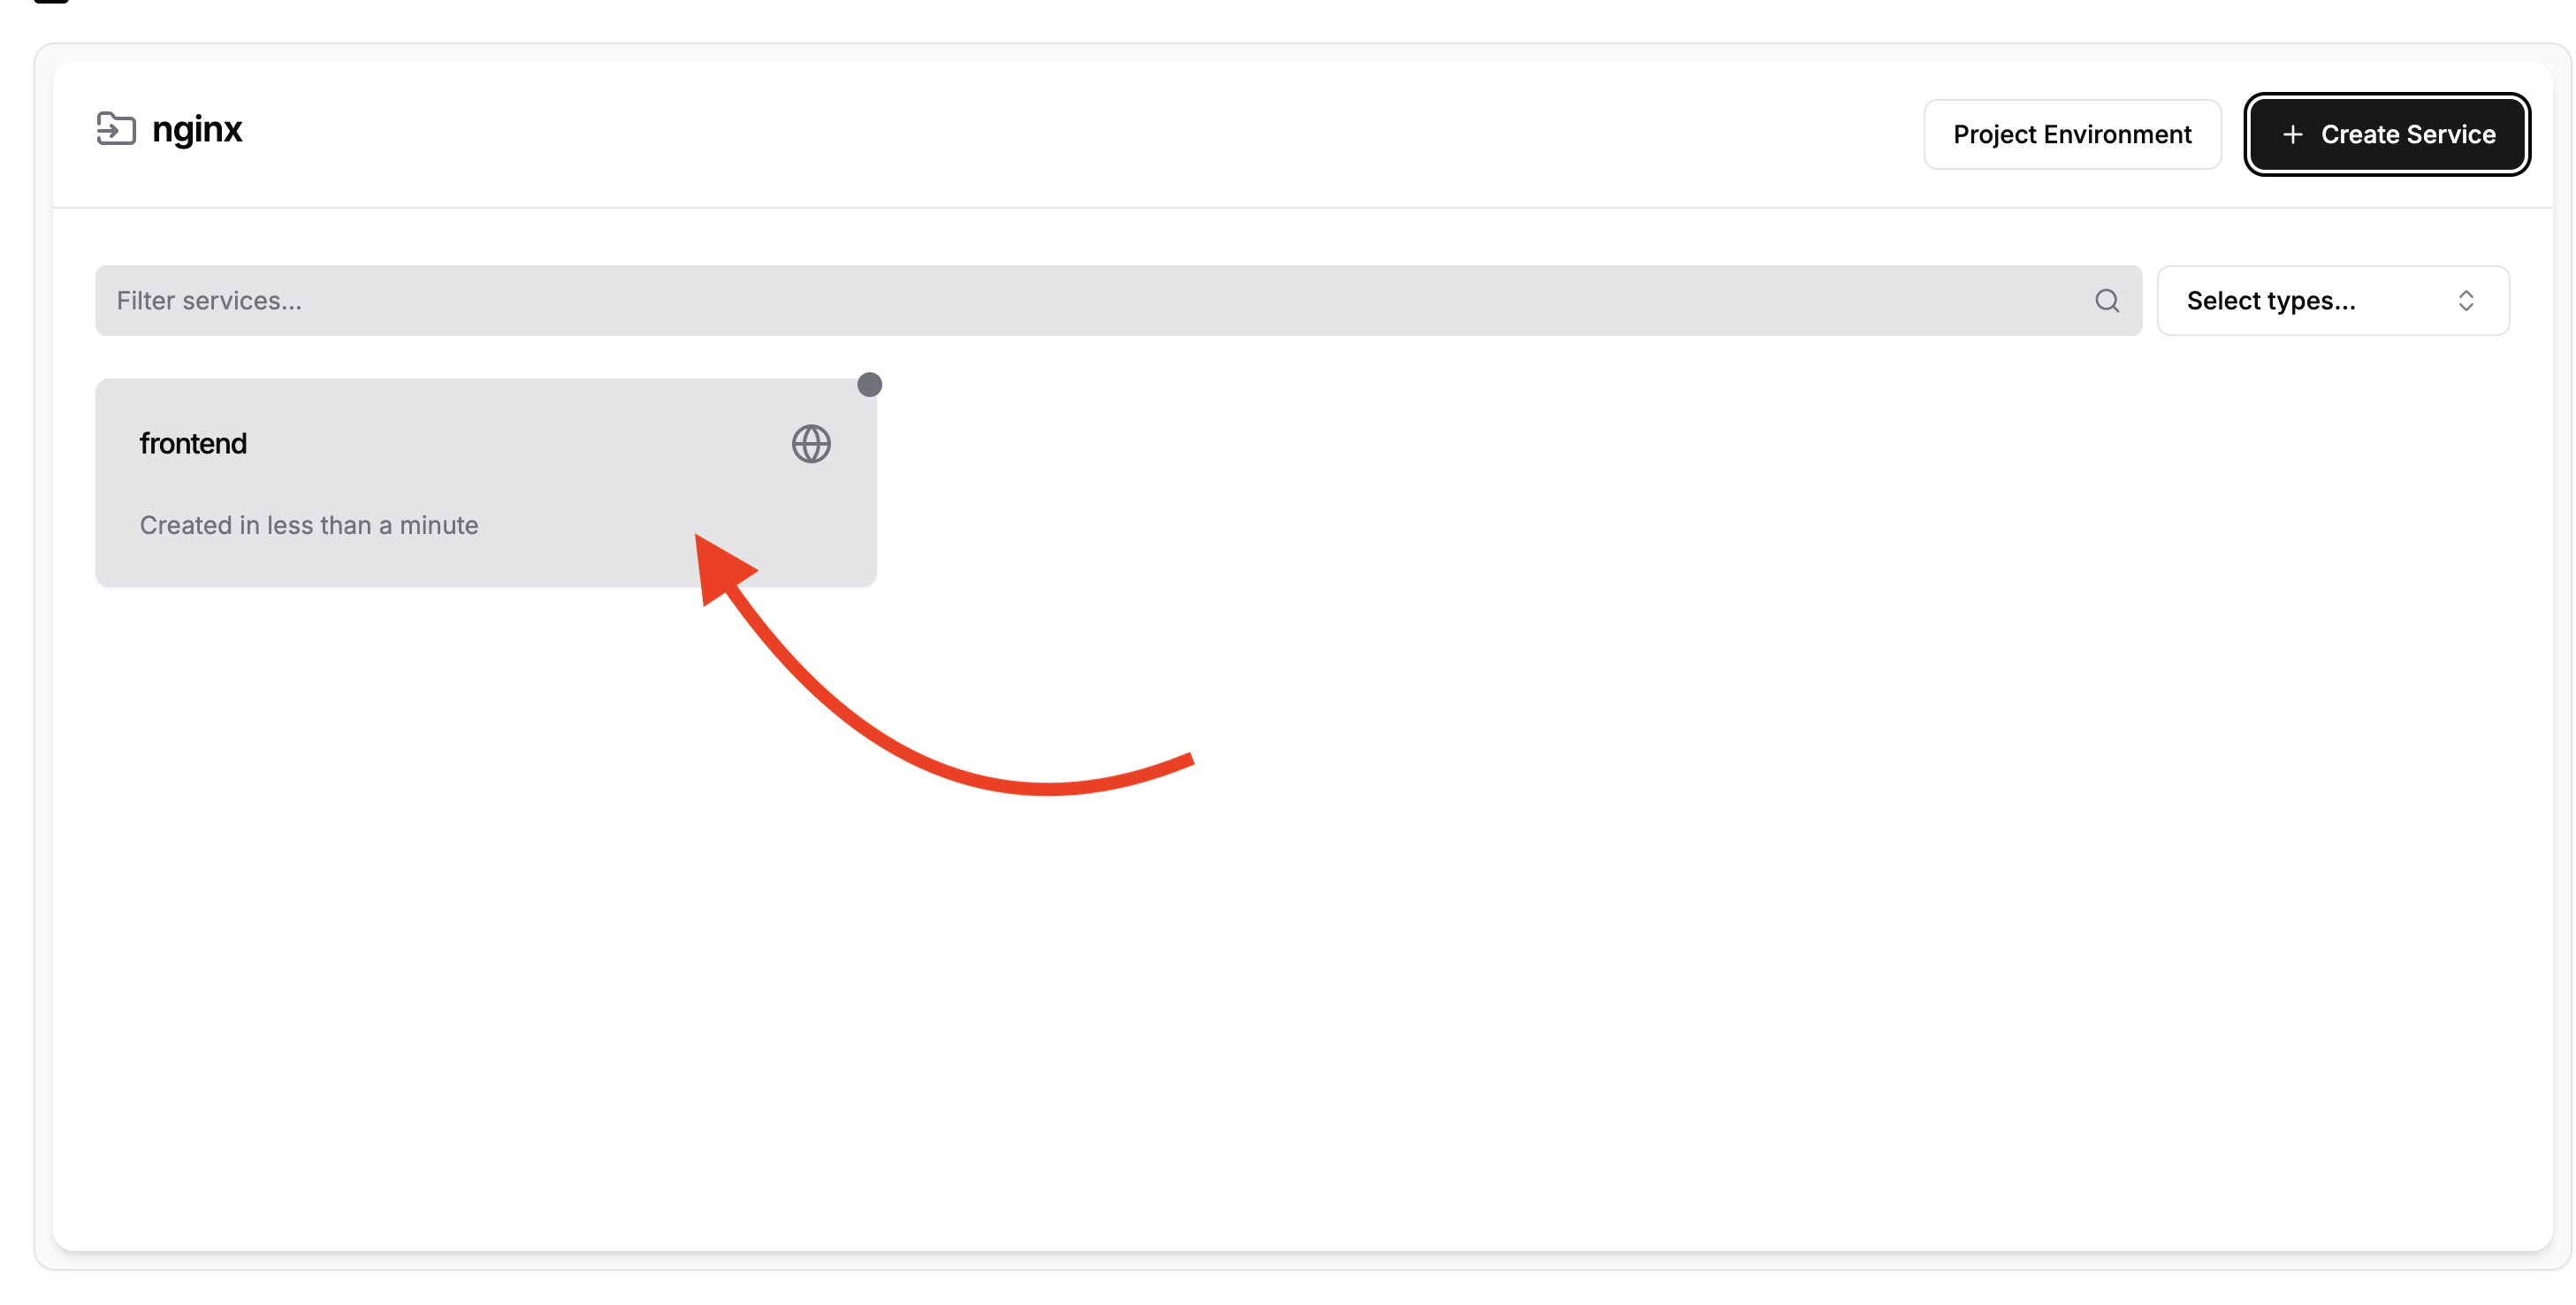 nginx
Project Environment
Create Service
Filter services...
Select types...
frontend
Created in less than a minute